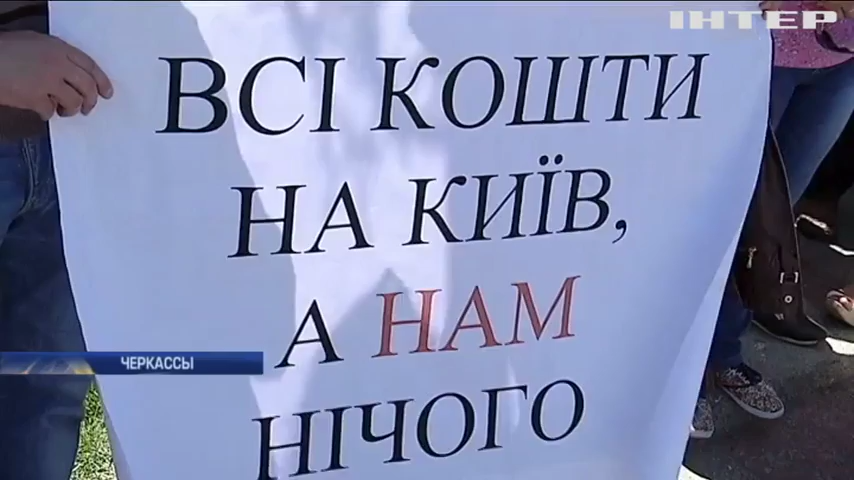 ІНТЕР
ВСІ КОШТИ
НА КИЇВ,
А НАМ
НІЧОГО
ЧЕРКАССЫ